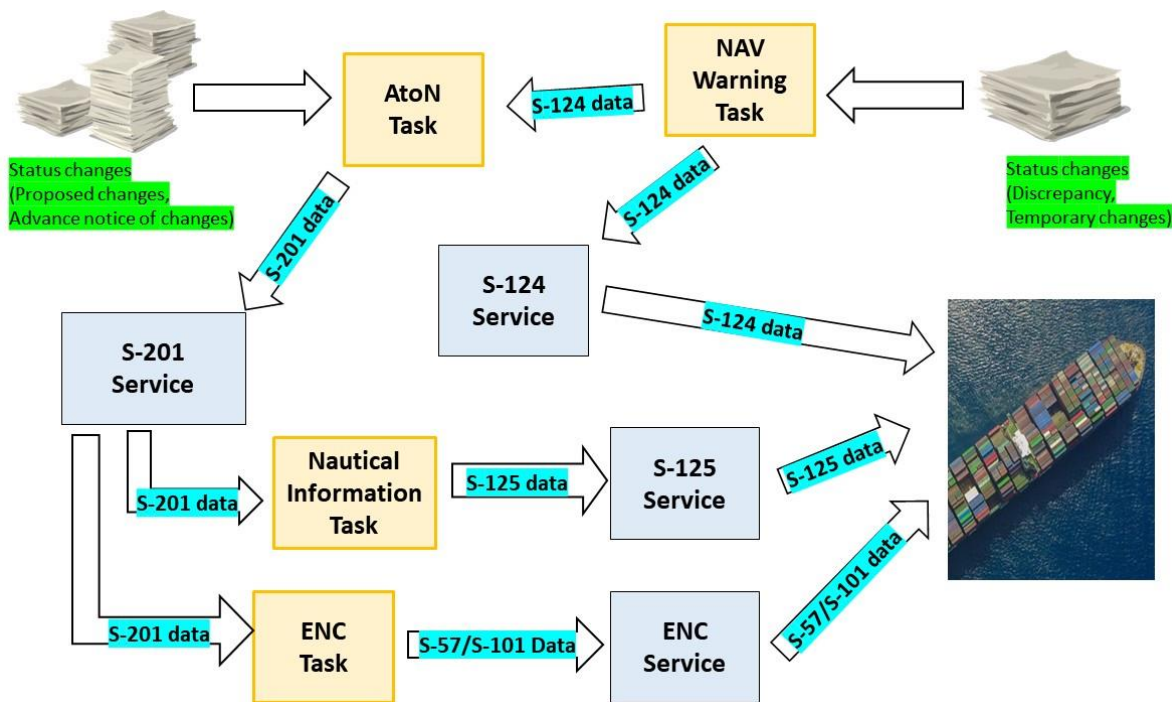 NAV
Warning
Task
AtoN
Task
S-124 data
Status changes
(Proposed changes,
Advance notice of changes)
Status changes
(Discrepancy,
Temporary changes)
S-201 data
S-124 data
S-124
Service
S-124 data
S-201
Service
Nautical
Information
Task
S-201 data
S-125 data
S-125
Service
S-125 data
S-201 data
ENC
Task
S-57/S-101 Data
ENC
Service
S-57/S-101 data